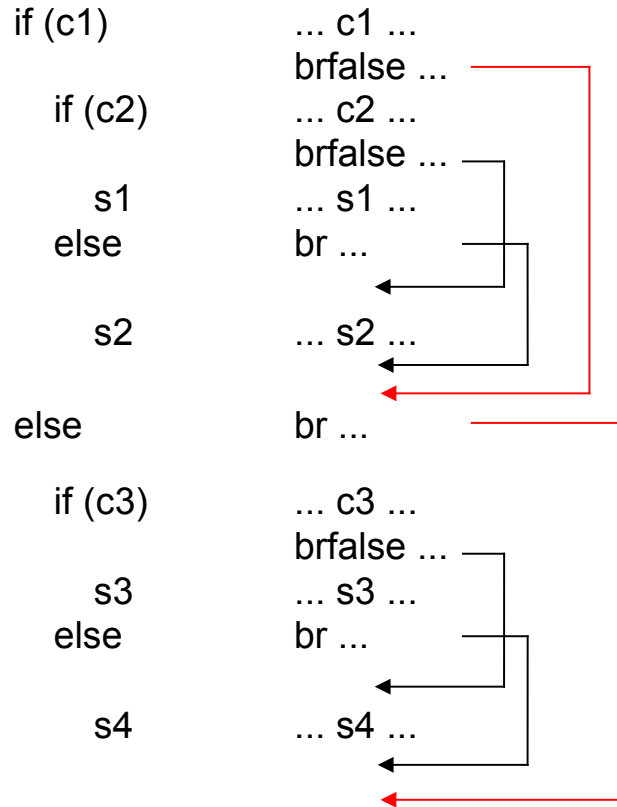 if (c1) ... c1 ...
brfalse ...
if (c2) ... c2 ...
brfalse ...
s1 ... s1 ...
else br ...
s2 ... s2 ...
else br ...
if (c3) ... c3 ...
brfalse ...
s3 ... s3 ...
else br ...
s4 ... s4 ...